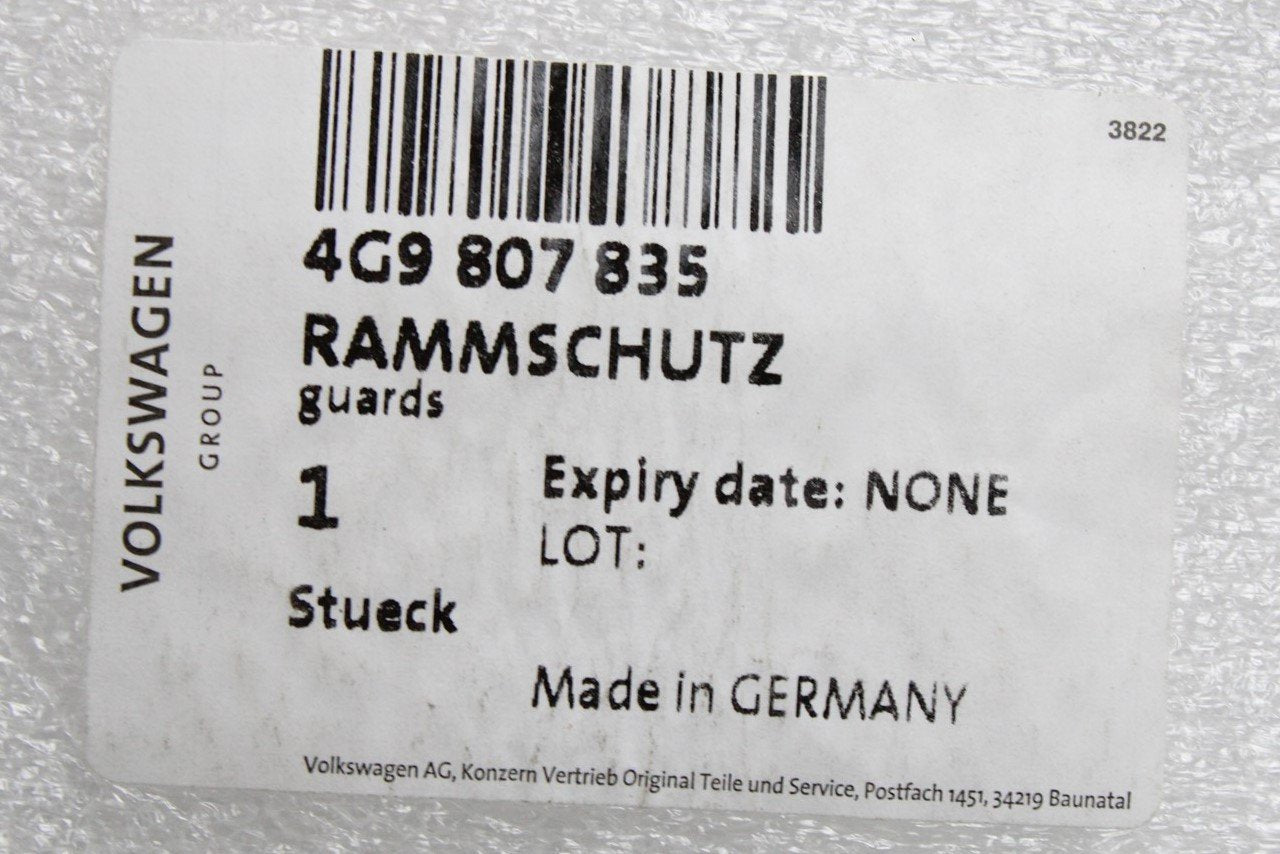 3822
4G9 807 835
RAMMSCHUTZ
guards
1
Expiry date: NONE
LOT:
Stueck
Made in GERMANY
Volkswagen AG, Konzern Vertrieb Original Teile und Service, Postfach 1451, 34219 Baunatal
VOLKSWAGEN
GROUP